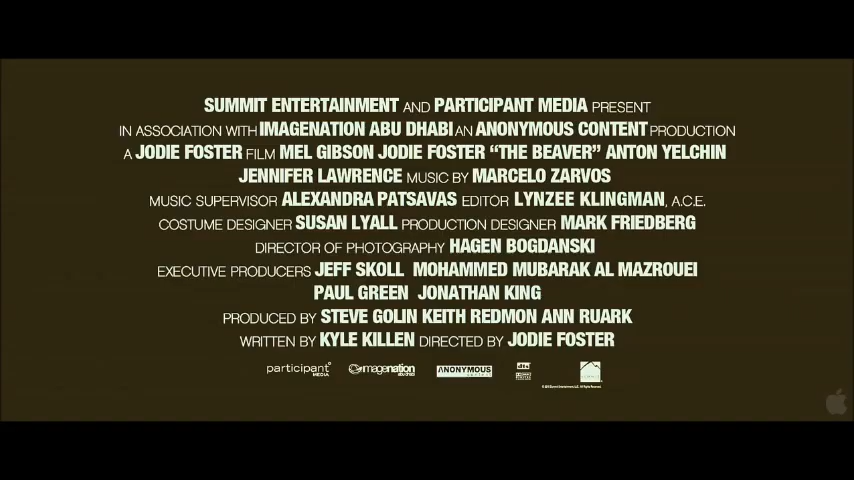 SUMMIT ENTERTAINMENT AND PARTICIPANT MEDIA PRESENT
IN ASSOCIATION WITH IMAGENATION ABU DHABI AN ANONYMOUS CONTENT PRODUCTION
A JODIE FOSTER FILM MEL GIBSON JODIE FOSTER "THE BEAVER" ANTON YELCHIN
JENNIFER LAWRENCE MUSIC BY MARCELO ZARVOS
MUSIC SUPERVISOR ALEXANDRA PATSAVAS EDITOR LYNZEE KLINGMAN, A.C.E.
COSTUME DESIGNER SUSAN LYALL PRODUCTION DESIGNER MARK FRIEDBERG
DIRECTOR OF PHOTOGRAPHY HAGEN BOGDANSKI
EXECUTIVE PRODUCERS JEFF SKOLL MOHAMMED MUBARAK AL MAZROUEI
PAUL GREEN JONATHAN KING
PRODUCED BY STEVE GOLIN KEITH REDMON ANN RUARK
WRITTEN BY KYLE KILLEN DIRECTED BY JODIE FOSTER
participant MEDIA imagenation abu dhabi ANONYMOUS content dts